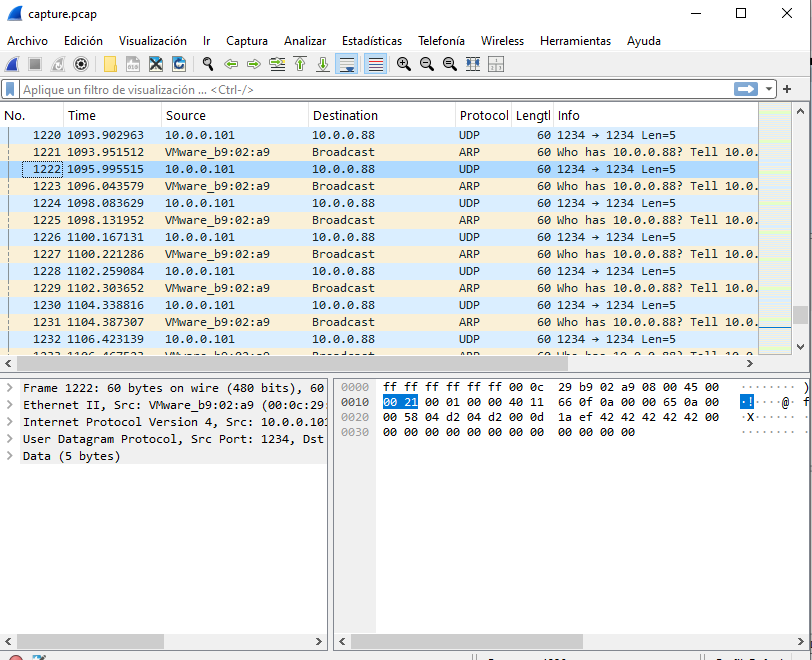 capture.pcap
Archivo Edición Visualización Ir Captura Analizar Estadísticas Telefonía Wireless Herramientas Ayuda
Aplique un filtro de visualización ... <Ctrl-/>
No. Time Source Destination Protocol Lengtl Info
1220 1093.902963 10.0.0.101 10.0.0.88 UDP 60 1234 → 1234 Len=5
1221 1093.951512 VMware_b9:02:a9 Broadcast ARP 60 Who has 10.0.0.88? Tell 10.0.
1222 1095.995515 10.0.0.101 10.0.0.88 UDP 60 1234 → 1234 Len=5
1223 1096.043579 VMware_b9:02:a9 Broadcast ARP 60 Who has 10.0.0.88? Tell 10.0.
1224 1098.083629 10.0.0.101 10.0.0.88 UDP 60 1234 → 1234 Len=5
1225 1098.131952 VMware_b9:02:a9 Broadcast ARP 60 Who has 10.0.0.88? Tell 10.0.
1226 1100.167131 10.0.0.101 10.0.0.88 UDP 60 1234 → 1234 Len=5
1227 1100.221286 VMware_b9:02:a9 Broadcast ARP 60 Who has 10.0.0.88? Tell 10.0.
1228 1102.259084 10.0.0.101 10.0.0.88 UDP 60 1234 → 1234 Len=5
1229 1102.303652 VMware_b9:02:a9 Broadcast ARP 60 Who has 10.0.0.88? Tell 10.0.
1230 1104.338816 10.0.0.101 10.0.0.88 UDP 60 1234 → 1234 Len=5
1231 1104.387307 VMware_b9:02:a9 Broadcast ARP 60 Who has 10.0.0.88? Tell 10.0.
1232 1106.423139 10.0.0.101 10.0.0.88 UDP 60 1234 → 1234 Len=5
Frame 1222: 60 bytes on wire (480 bits), 60
Ethernet II, Src: VMware_b9:02:a9 (00:0c:29:
Internet Protocol Version 4, Src: 10.0.0.101
User Datagram Protocol, Src Port: 1234, Dst
Data (5 bytes)
0000 ff ff ff ff ff ff 00 0c 29 b9 02 a9 08 00 45 00 ········ )
0010 00 21 00 01 00 00 40 11 66 0f 0a 00 00 65 0a 00 ·!····@· f
0020 00 58 04 d2 04 d2 00 0d 1a ef 42 42 42 42 42 00 ·X······
0030 00 00 00 00 00 00 00 00 00 00 00 00 ········